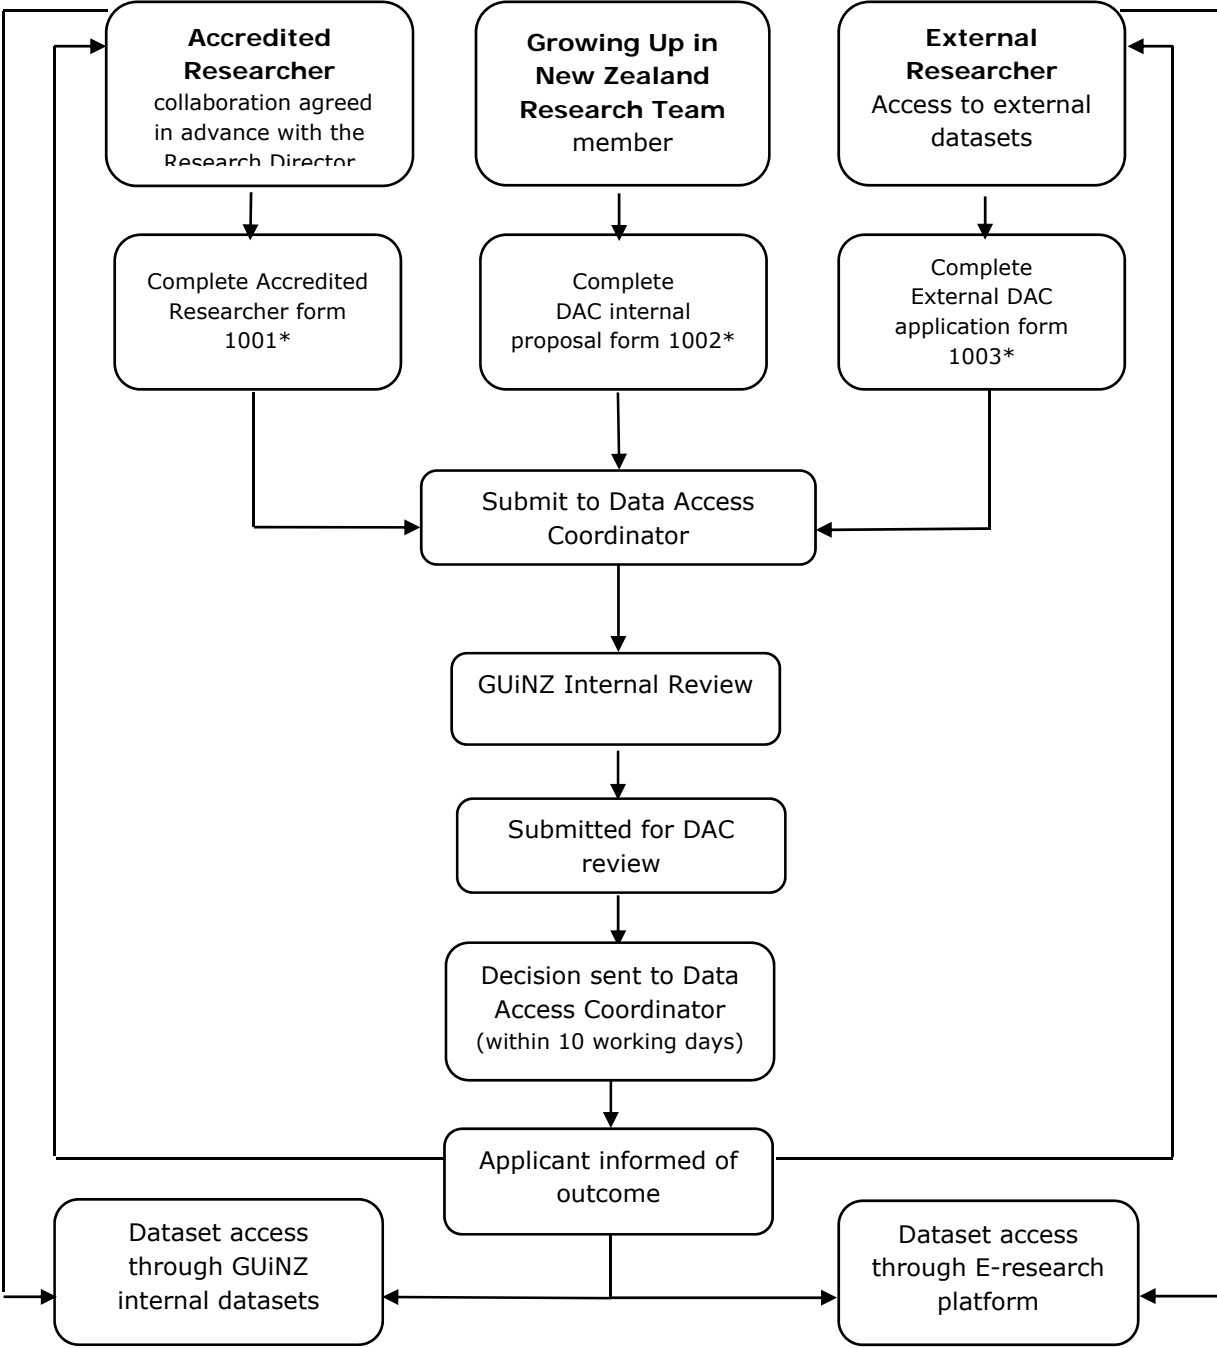 Accredited
Researcher
collaboration agreed
in advance with the
Research Director
Growing Up in
New Zealand
Research Team
member
External
Researcher
Access to external
datasets
Complete Accredited
Researcher form
1001*
Complete
DAC internal
proposal form 1002*
Complete
External DAC
application form
1003*
Submit to Data Access
Coordinator
GUiNZ Internal Review
Submitted for DAC
review
Decision sent to Data
Access Coordinator
(within 10 working days)
Applicant informed of
outcome
Dataset access
through GUiNZ
internal datasets
Dataset access
through E-research
platform